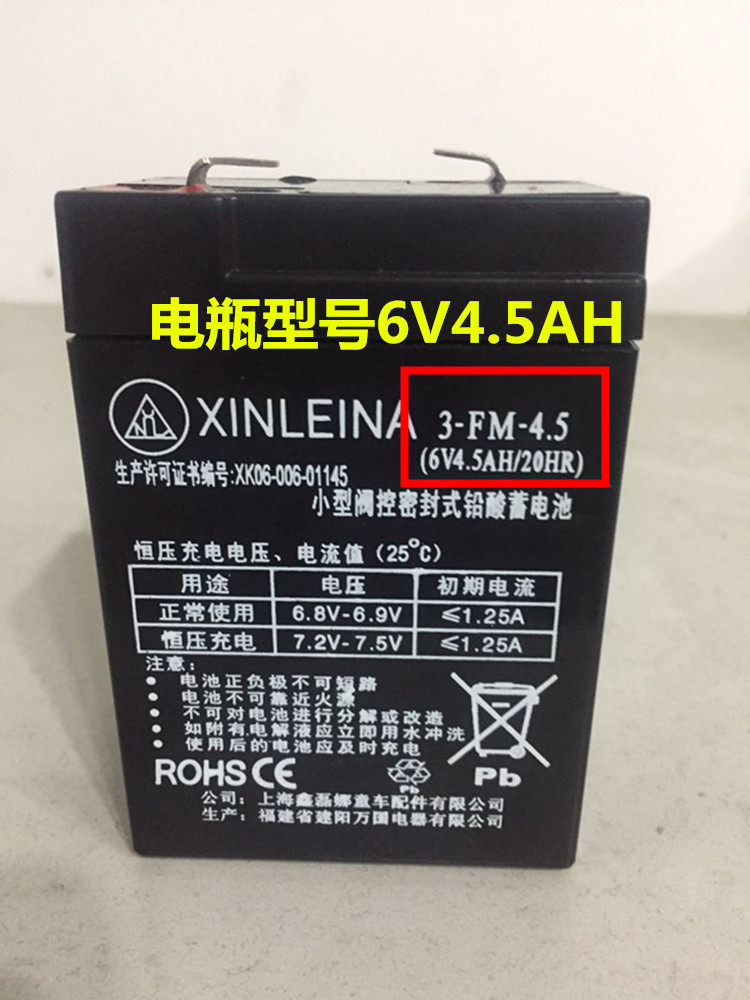 电瓶型号6V4.5AH
XINLEINA
3-FM-4.5
(6V4.5AH/20HR)
生产许可证书编号:XK06-006-01145
小型阀控密封式铅酸蓄电池
恒压充电电压、电流值(25°C)
用途 电压 初期电流
正常使用 6.8V-6.9V ≤1.25A
恒压充电 7.2V-7.5V ≤1.25A
注意:
• 电池正负极不可短路
• 电池不可靠近火源
• 不可对电池进行分解或改造
• 如附有电解液应立即用水冲洗
• 使用后的电池应及时充电
ROHS CE
Pb
Pb
公司: 上海鑫磊娜童车配件有限公司
生产: 福建省建阳万国电器有限公司